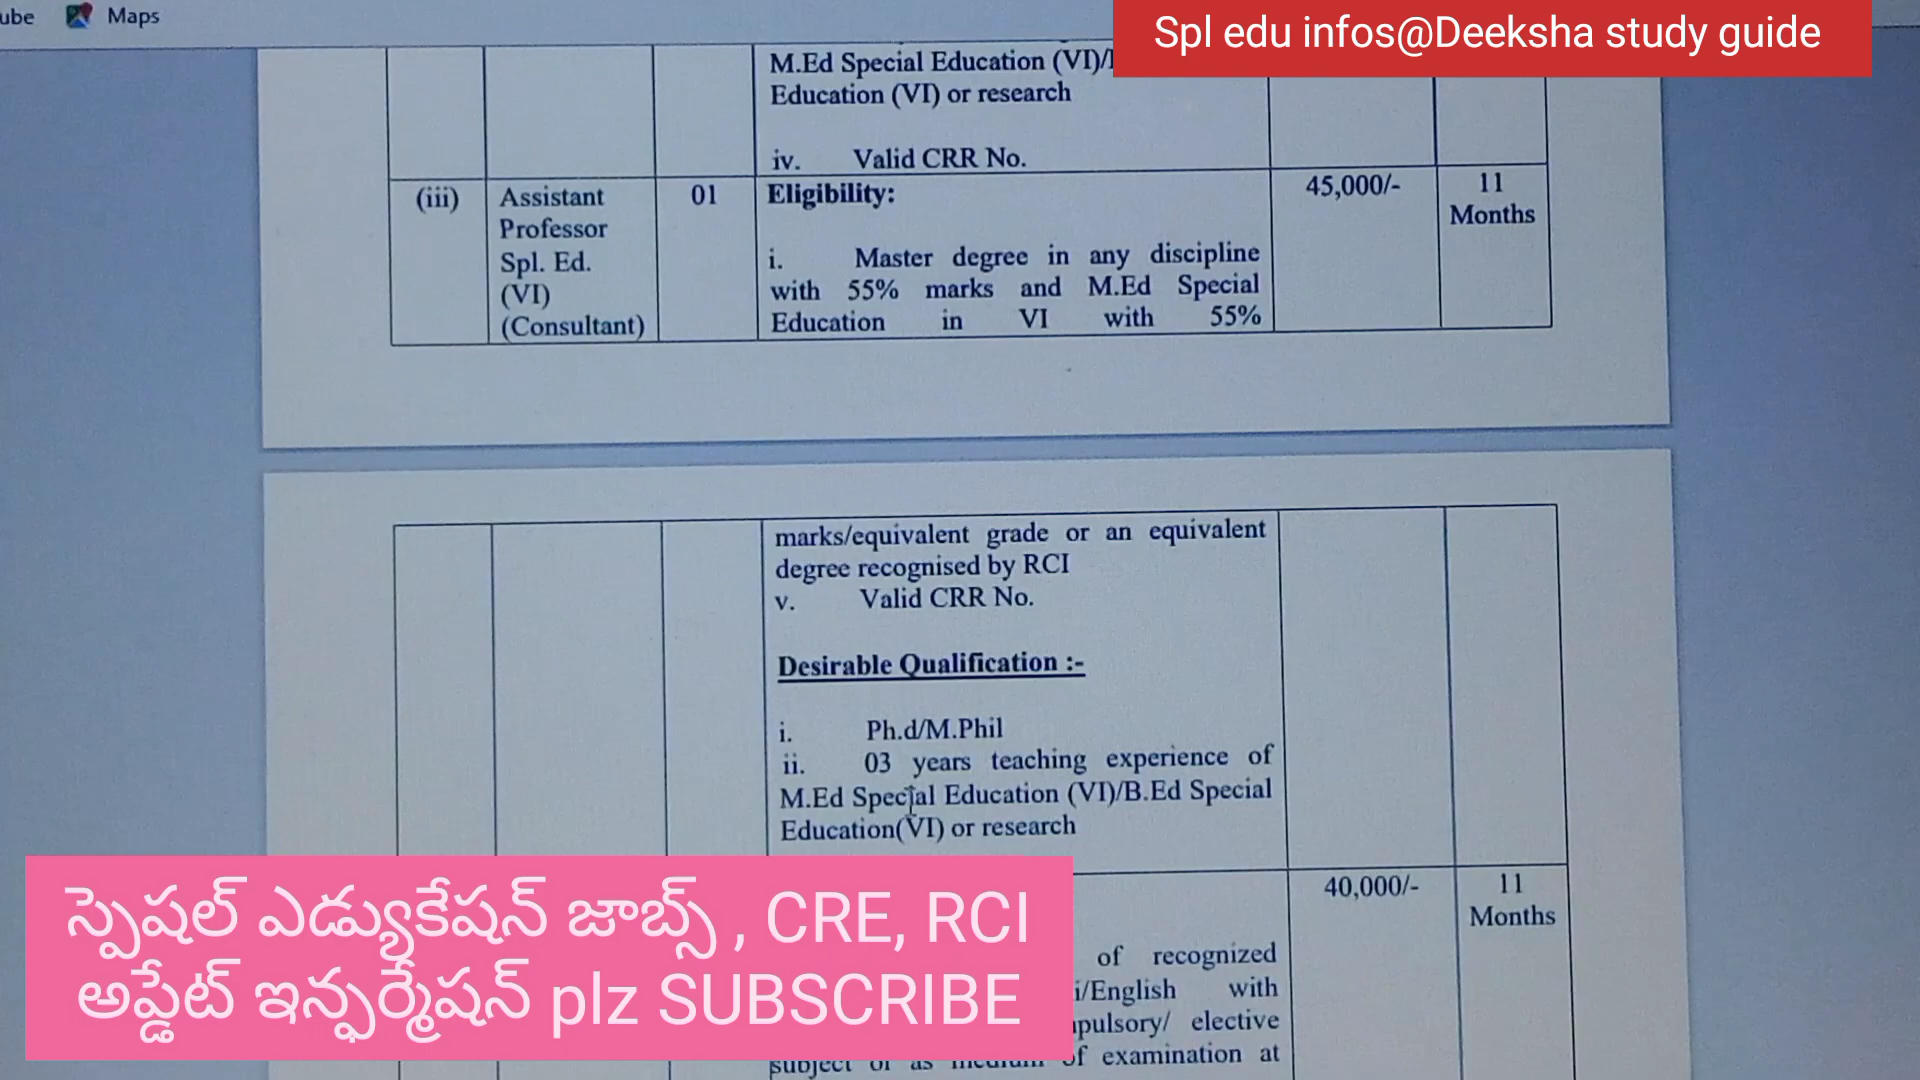 ube Maps
Spl edu infos@Deeksha study guide
M.Ed Special Education (VI)/
Education (VI) or research
iv. Valid CRR No.
(iii) Assistant Professor Spl. Ed. (VI) (Consultant) 01 Eligibility: 45,000/- 11 Months
i. Master degree in any discipline
with 55% marks and M.Ed Special
Education in VI with 55%
marks/equivalent grade or an equivalent
degree recognised by RCI
v. Valid CRR No.
Desirable Qualification :-
i. Ph.d/M.Phil
ii. 03 years teaching experience of
M.Ed Special Education (VI)/B.Ed Special
Education(VI) or research
40,000/- 11 Months
of recognized
i/English with
pulsory/ elective
subject or as medium of examination at
స్పెషల్ ఎడ్యుకేషన్ జాబ్స్ , CRE, RCI
అప్డేట్ ఇన్ఫర్మేషన్ plz SUBSCRIBE